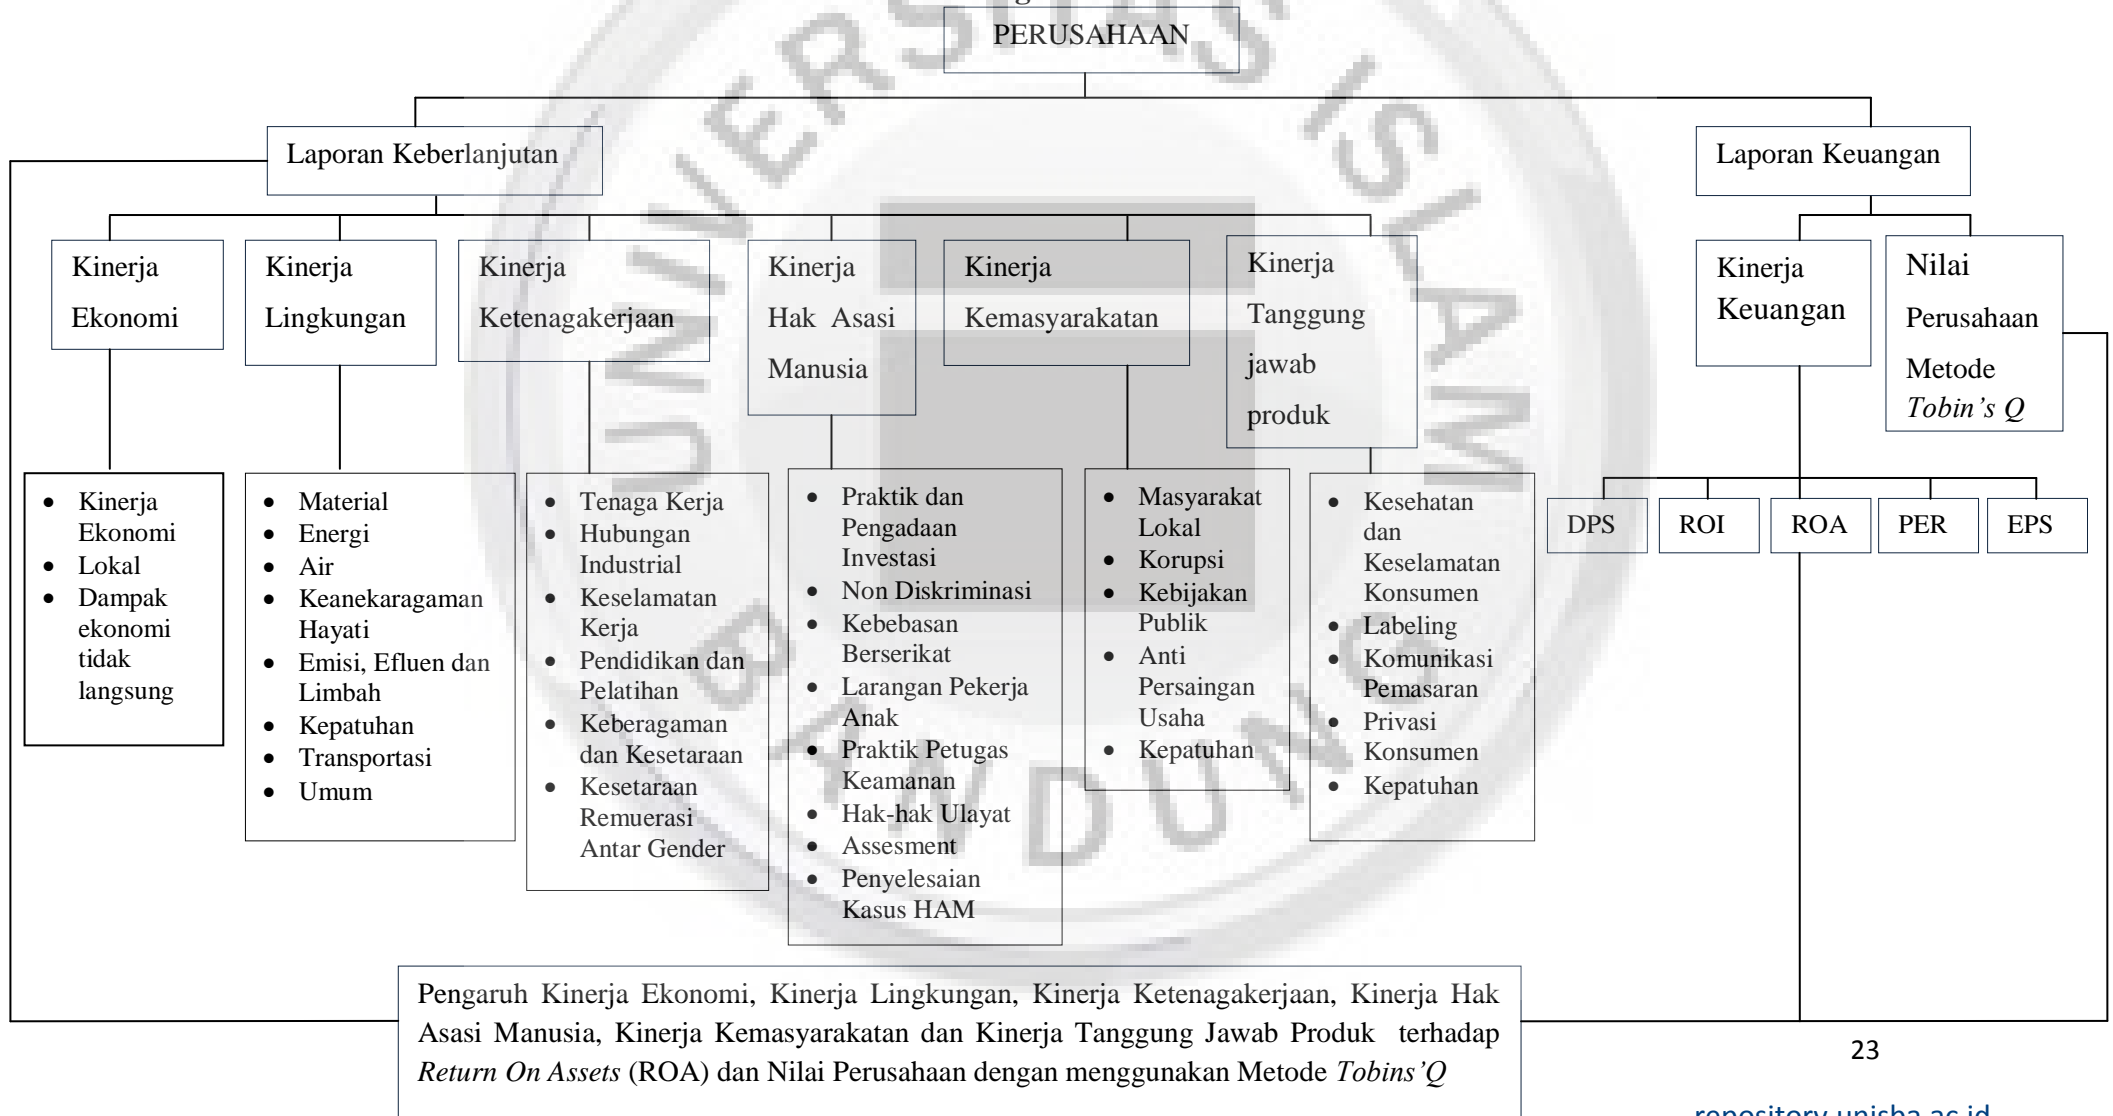 PERUSAHAAN
Laporan Keberlanjutan
Laporan Keuangan
Kinerja
Ekonomi
Kinerja
Lingkungan
Kinerja
Ketenagakerjaan
Kinerja
Hak Asasi
Manusia
Kinerja
Kemasyarakatan
Kinerja
Tanggung
jawab
produk
Kinerja
Keuangan
Nilai
Perusahaan
Metode
Tobin's Q
• Kinerja
Ekonomi
• Lokal
• Dampak
ekonomi
tidak
langsung
• Material
• Energi
• Air
• Keanekaragaman
Hayati
• Emisi, Efluen dan
Limbah
• Kepatuhan
• Transportasi
• Umum
• Tenaga Kerja
• Hubungan
Industrial
• Keselamatan
Kerja
• Pendidikan dan
Pelatihan
• Keberagaman
dan Kesetaraan
• Kesetaraan
Remuerasi
Antar Gender
• Praktik dan
Pengadaan
Investasi
• Non Diskriminasi
• Kebebasan
Berserikat
• Larangan Pekerja
Anak
• Praktik Petugas
Keamanan
• Hak-hak Ulayat
• Assesment
• Penyelesaian
Kasus HAM
• Masyarakat
Lokal
• Korupsi
• Kebijakan
Publik
• Anti
Persaingan
Usaha
• Kepatuhan
• Kesehatan
dan
Keselamatan
Konsumen
• Labeling
• Komunikasi
Pemasaran
• Privasi
Konsumen
• Kepatuhan
DPS
ROI
ROA
PER
EPS
Pengaruh Kinerja Ekonomi, Kinerja Lingkungan, Kinerja Ketenagakerjaan, Kinerja Hak
Asasi Manusia, Kinerja Kemasyarakatan dan Kinerja Tanggung Jawab Produk terhadap
Return On Assets (ROA) dan Nilai Perusahaan dengan menggunakan Metode Tobins'Q
23
repository.unisba.ac.id
UNIVERSITAS ISLAM
BANDUNG